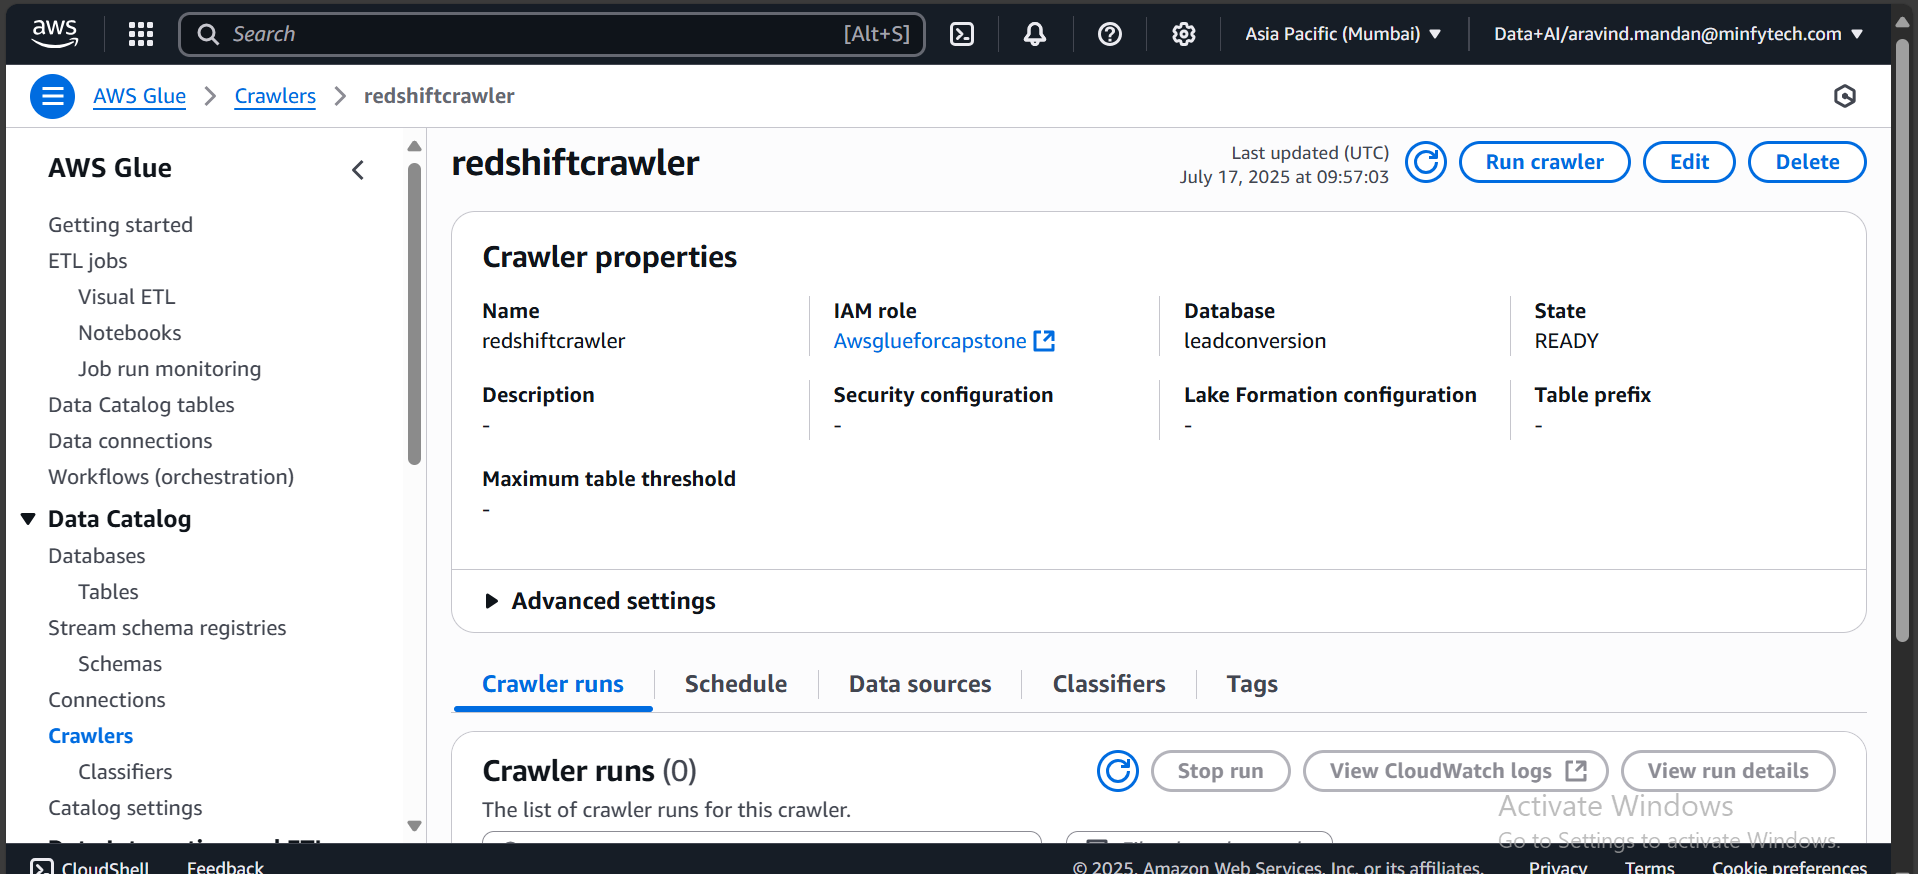 aws
Search [Alt+S]
Asia Pacific (Mumbai) ▼
Data+AI/aravind.mandan@minfytech.com ▼
AWS Glue > Crawlers > redshiftcrawler
AWS Glue
Getting started
ETL jobs
Visual ETL
Notebooks
Job run monitoring
Data Catalog tables
Data connections
Workflows (orchestration)
Data Catalog
Databases
Tables
Stream schema registries
Schemas
Connections
Crawlers
Classifiers
Catalog settings
redshiftcrawler
Last updated (UTC)
July 17, 2025 at 09:57:03
Run crawler
Edit
Delete
Crawler properties
Name
redshiftcrawler
IAM role
Awsglueforcapstone
Database
leadconversion
State
READY
Description
-
Security configuration
-
Lake Formation configuration
-
Table prefix
-
Maximum table threshold
-
Advanced settings
Crawler runs
Schedule
Data sources
Classifiers
Tags
Crawler runs (0)
Stop run
View CloudWatch logs
View run details
The list of crawler runs for this crawler.
Activate Windows
Go to Settings to activate Windows.
CloudShell
Feedback
© 2025, Amazon Web Services, Inc. or its affiliates.
Privacy
Terms
Cookie preferences